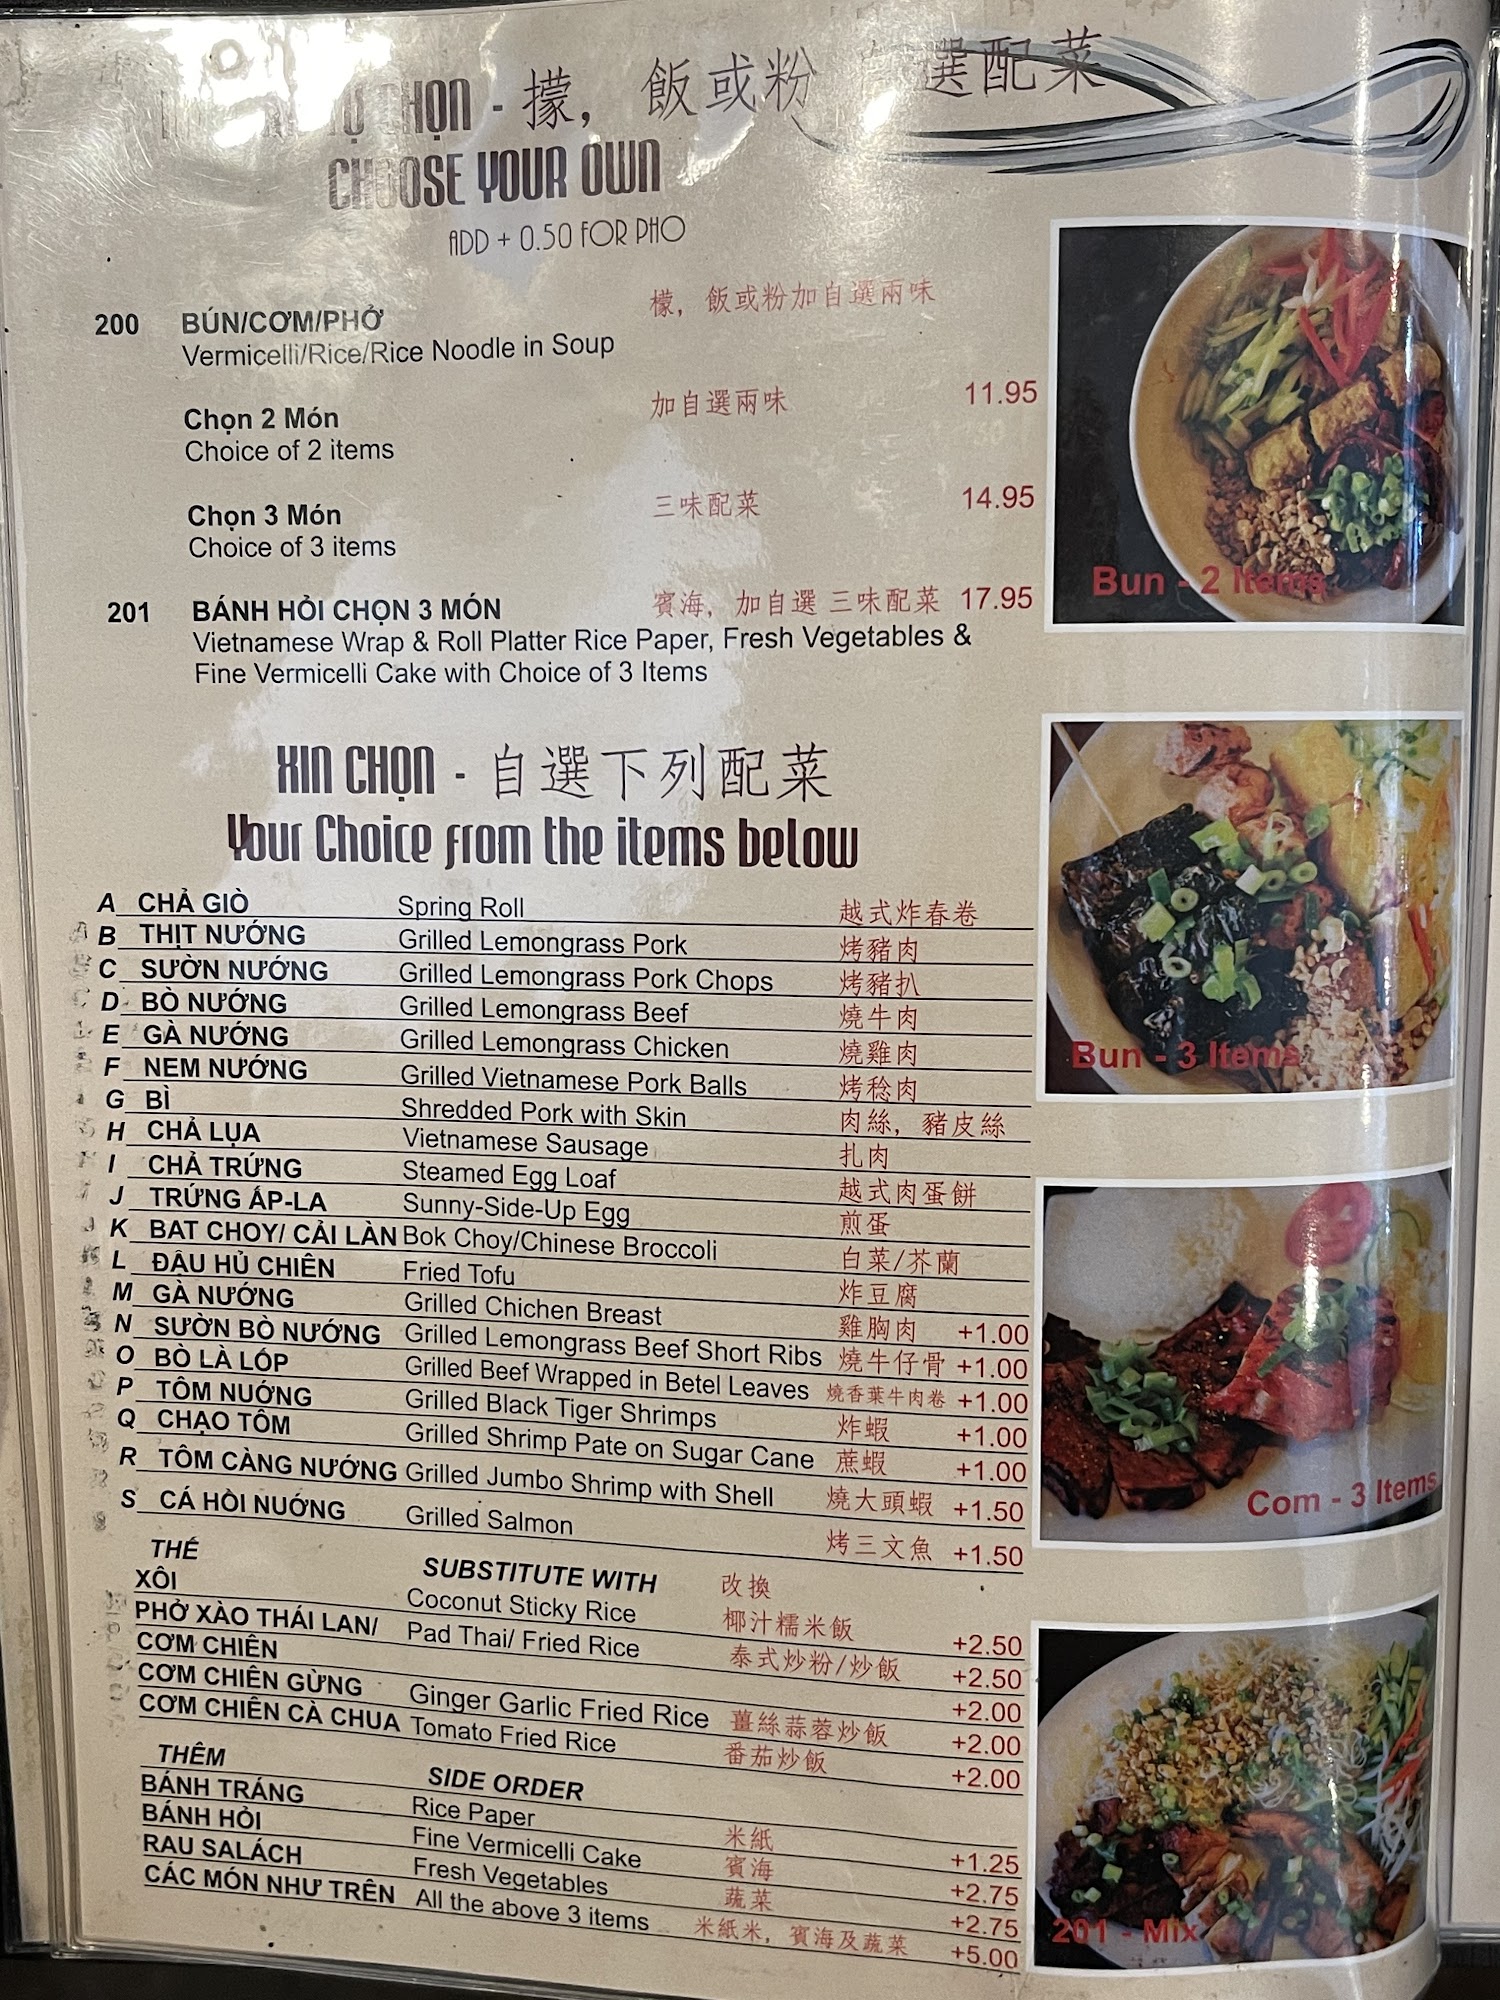 TỰ CHỌN - 檬，飯或粉 自選配菜
CHOOSE YOUR OWN
ADD + 0.50 FOR PHO
200 BÚN/CƠM/PHỞ 檬，飯或粉加自選兩味
Vermicelli/Rice/Rice Noodle in Soup
Chọn 2 Món 加自選兩味 11.95
Choice of 2 items
Chọn 3 Món 三味配菜 14.95
Choice of 3 items
201 BÁNH HỎI CHỌN 3 MÓN 賓海，加自選 三味配菜 17.95
Vietnamese Wrap & Roll Platter Rice Paper, Fresh Vegetables &
Fine Vermicelli Cake with Choice of 3 Items
XIN CHỌN - 自選下列配菜
Your Choice from the items below
A CHẢ GIÒ Spring Roll 越式炸春卷
B THỊT NƯỚNG Grilled Lemongrass Pork 烤豬肉
C SƯỜN NƯỚNG Grilled Lemongrass Pork Chops 烤豬扒
D BÒ NƯỚNG Grilled Lemongrass Beef 燒牛肉
E GÀ NƯỚNG Grilled Lemongrass Chicken 燒雞肉
F NEM NƯỚNG Grilled Vietnamese Pork Balls 烤稔肉
G BÌ Shredded Pork with Skin 肉絲，豬皮絲
H CHẢ LỤA Vietnamese Sausage 扎肉
I CHẢ TRỨNG Steamed Egg Loaf 越式肉蛋餅
J TRỨNG ẤP-LA Sunny-Side-Up Egg 煎蛋
K BAT CHOY/ CẢI LÀN Bok Choy/Chinese Broccoli 白菜/芥蘭
L ĐẬU HỦ CHIÊN Fried Tofu 炸豆腐
M GÀ NƯỚNG Grilled Chichen Breast 雞胸肉 +1.00
N SƯỜN BÒ NƯỚNG Grilled Lemongrass Beef Short Ribs 燒牛仔骨 +1.00
O BÒ LÀ LÓP Grilled Beef Wrapped in Betel Leaves 燒香葉牛肉卷 +1.00
P TÔM NUỚNG Grilled Black Tiger Shrimps 炸蝦 +1.00
Q CHẠO TÔM Grilled Shrimp Pate on Sugar Cane 蔗蝦 +1.00
R TÔM CÀNG NƯỚNG Grilled Jumbo Shrimp with Shell 燒大頭蝦 +1.50
S CÁ HỒI NUỚNG Grilled Salmon 烤三文魚 +1.50
THẾ SUBSTITUTE WITH 改換
XÔI Coconut Sticky Rice 椰汁糯米飯 +2.50
PHỞ XÀO THÁI LAN/ Pad Thai/ Fried Rice 泰式炒粉/炒飯 +2.50
CƠM CHIÊN +2.00
CƠM CHIÊN GỪNG Ginger Garlic Fried Rice 薑絲蒜蓉炒飯 +2.00
CƠM CHIÊN CÀ CHUA Tomato Fried Rice 番茄炒飯 +2.00
THÊM SIDE ORDER
BÁNH TRÁNG Rice Paper 米紙 +1.25
BÁNH HỎI Fine Vermicelli Cake 賓海 +2.75
RAU SALÁCH Fresh Vegetables 蔬菜 +2.75
CÁC MÓN NHƯ TRÊN All the above 3 items 米紙米，賓海及蔬菜 +5.00
Bun - 2 Items
Bun - 3 Items
Com - 3 Items
201 - Mix